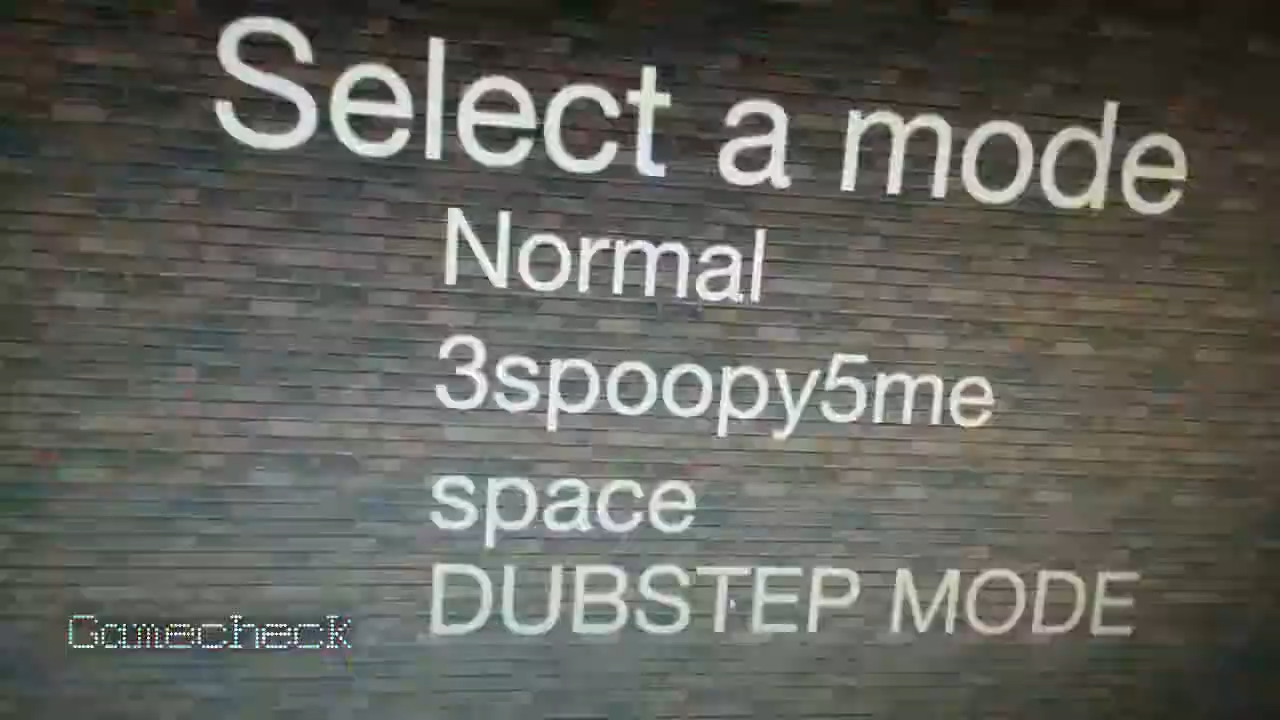 Select a mode
Normal
3spoopy5me
space
DUBSTEP MODE
Gamecheck